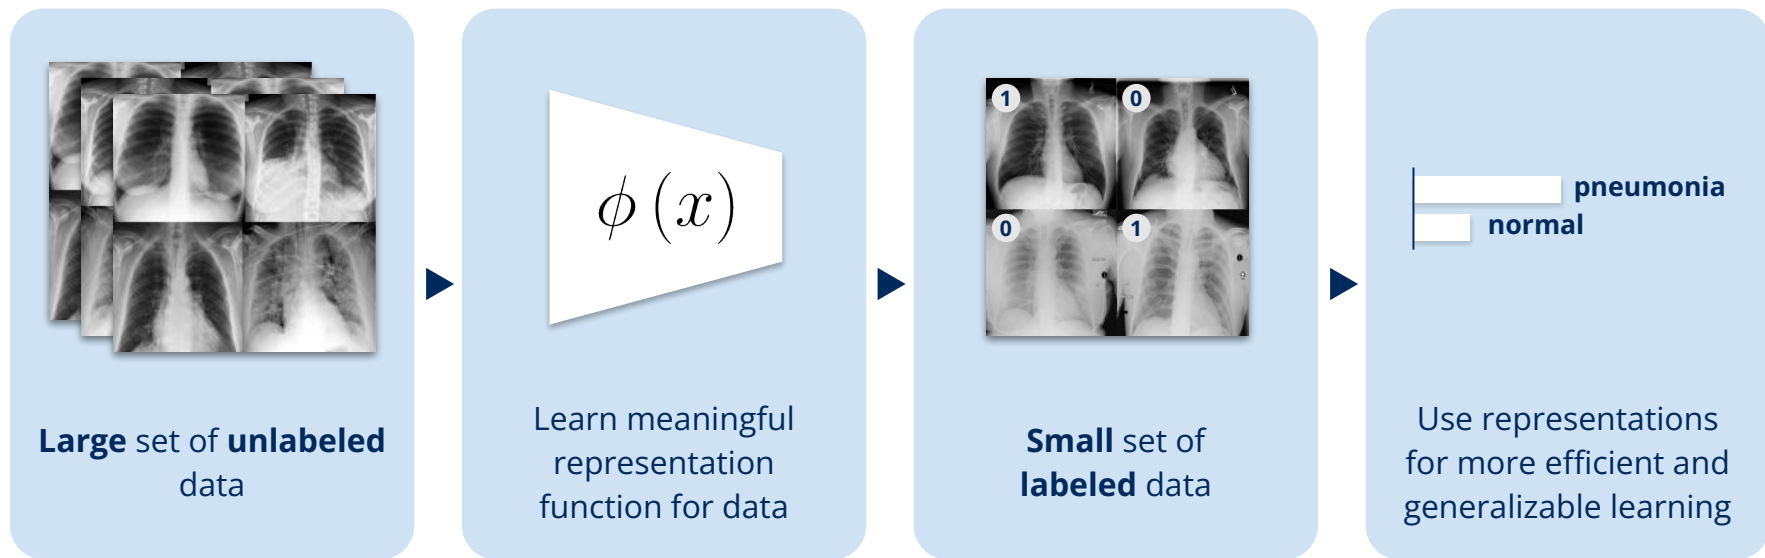 Large set of unlabeled
data
ϕ (x)
Learn meaningful
representation
function for data
1
0
0
1
Small set of
labeled data
pneumonia
normal
Use representations
for more efficient and
generalizable learning